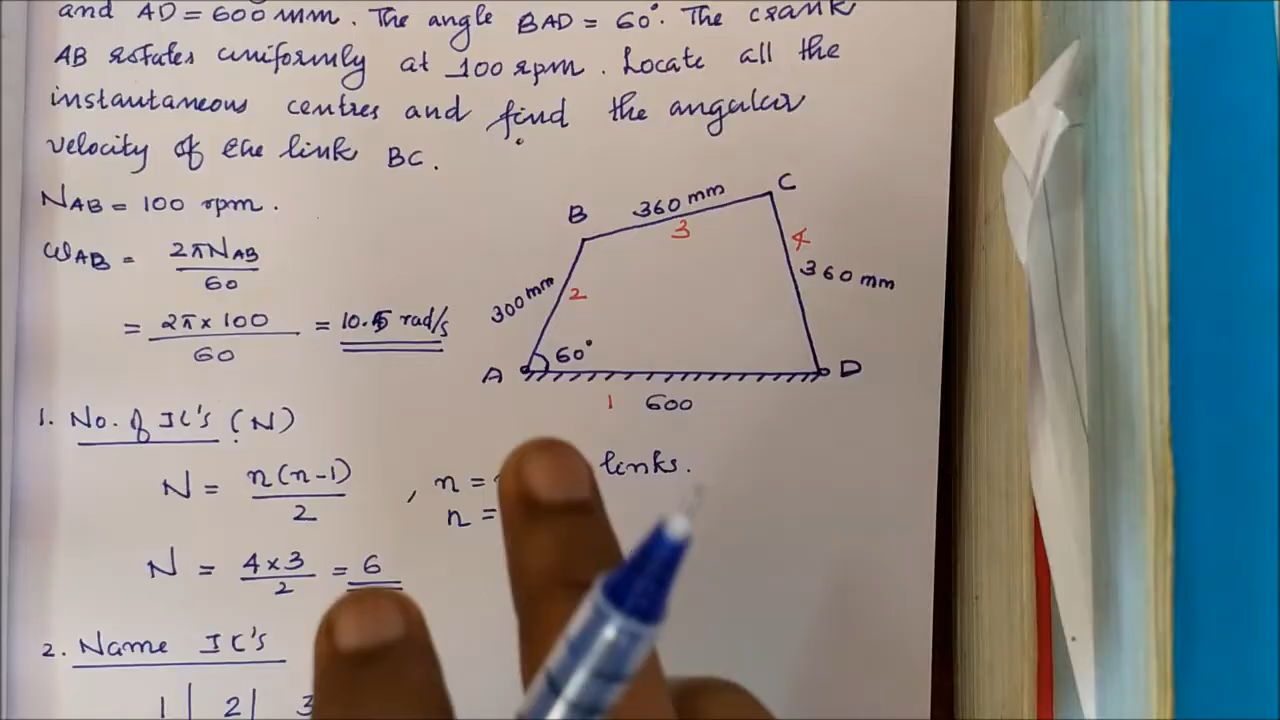 and AD = 600 mm. The angle BAD = 60°. The crank
AB rotates uniformly at 100 rpm. Locate all the
instantaneous centres and find the angular
velocity of the link BC.
NAB = 100 rpm.
ωAB = 2πNAB / 60
= 2π × 100 / 60 = 10.5 rad/s
B 360 mm C
3
4
360 mm
300 mm 2
A 60° D
1 600
1. No. of IC's (N)
N = n(n-1) / 2 , n = links.
n =
N = 4×3 / 2 = 6
2. Name IC's
1 | 2 | 3